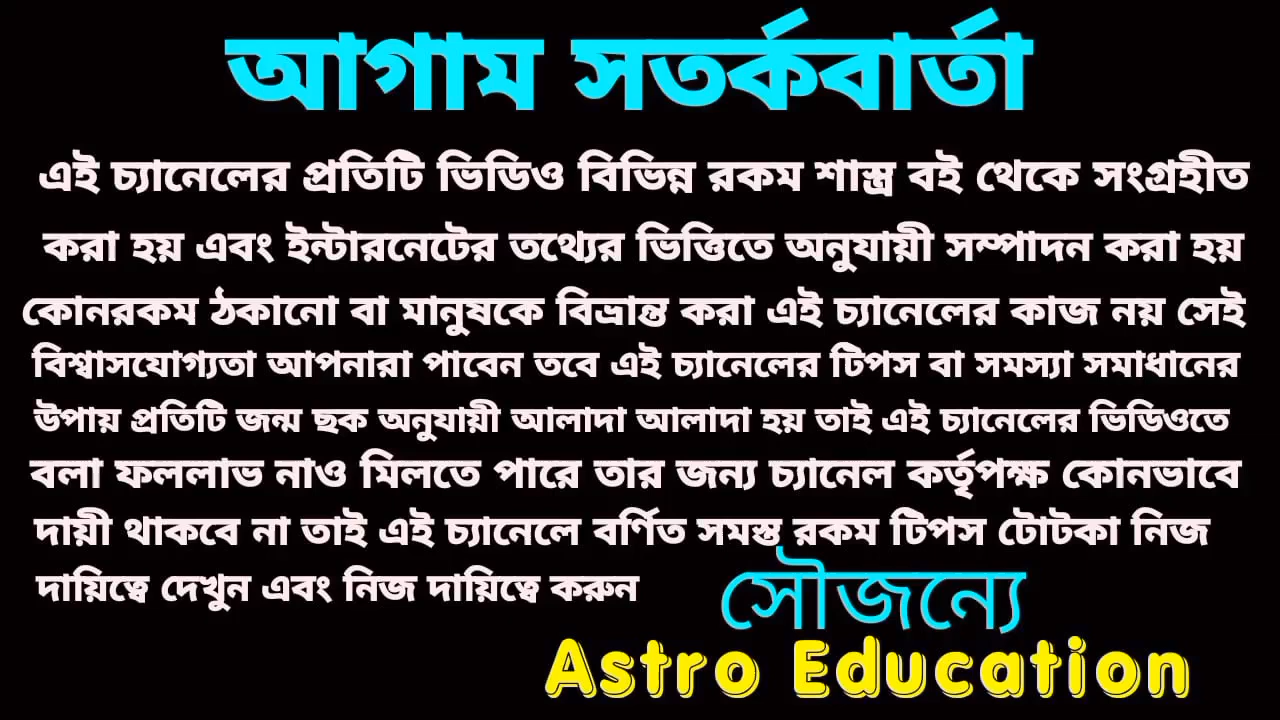 আগাম সতর্কবার্তা
এই চ্যানেলের প্রতিটি ভিডিও বিভিন্ন রকম শাস্ত্র বই থেকে সংগ্রহীত
করা হয় এবং ইন্টারনেটের তথ্যের ভিত্তিতে অনুযায়ী সম্পাদন করা হয়
কোনরকম ঠকানো বা মানুষকে বিভ্রান্ত করা এই চ্যানেলের কাজ নয় সেই
বিশ্বাসযোগ্যতা আপনারা পাবেন তবে এই চ্যানেলের টিপস বা সমস্যা সমাধানের
উপায় প্রতিটি জন্ম ছক অনুযায়ী আলাদা আলাদা হয় তাই এই চ্যানেলের ভিডিওতে
বলা ফললাভ নাও মিলতে পারে তার জন্য চ্যানেল কর্তৃপক্ষ কোনভাবে
দায়ী থাকবে না তাই এই চ্যানেলে বর্ণিত সমস্ত রকম টিপস টোটকা নিজ
দায়িত্বে দেখুন এবং নিজ দায়িত্বে করুন
সৌজন্যে
Astro Education